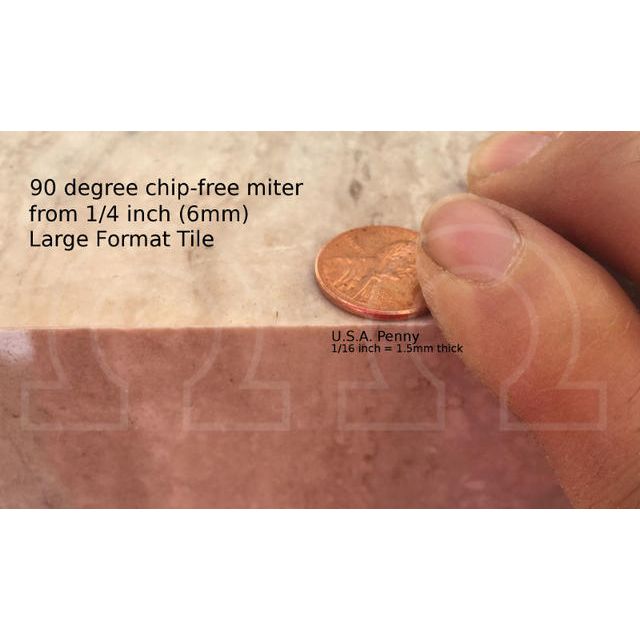 90 degree chip-free miter
from 1/4 inch (6mm)
Large Format Tile
U.S.A. Penny
1/16 inch = 1.5mm thick